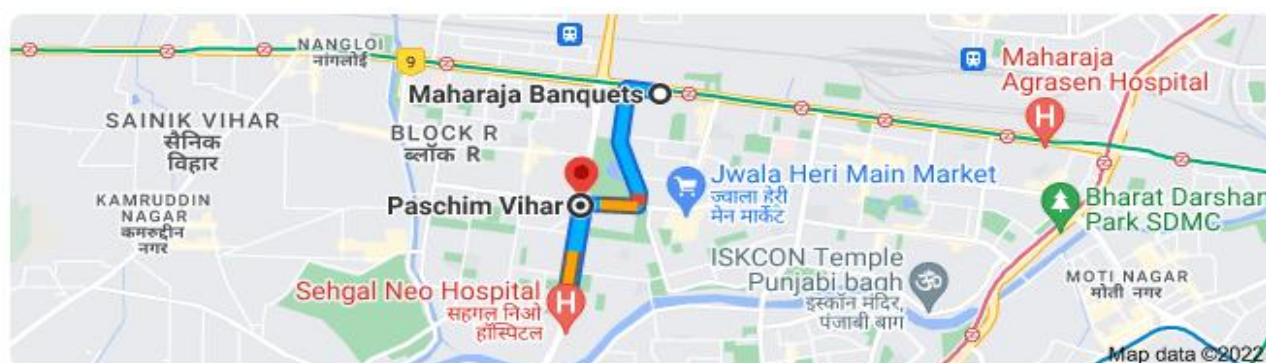 NANGLOI
नांगलोई
9
Maharaja Banquets
Maharaja
Agrasen Hospital
H
SAINIK VIHAR
सैनिक
विहार
BLOCK R
ब्लॉक R
Jwala Heri Main Market
ज्वाला हेरी
मेन मार्केट
KAMRUDDIN
NAGAR
कमरुद्दीन
नगर
Paschim Vihar
Bharat Darshan
Park SDMC
ISKCON Temple
Punjabi bagh
इस्कॉन मंदिर,
पंजाबी बाग
ॐ
MOTI NAGAR
मोती नगर
Sehgal Neo Hospital
सहगल निओ
हॉस्पिटल
H
Map data ©2022